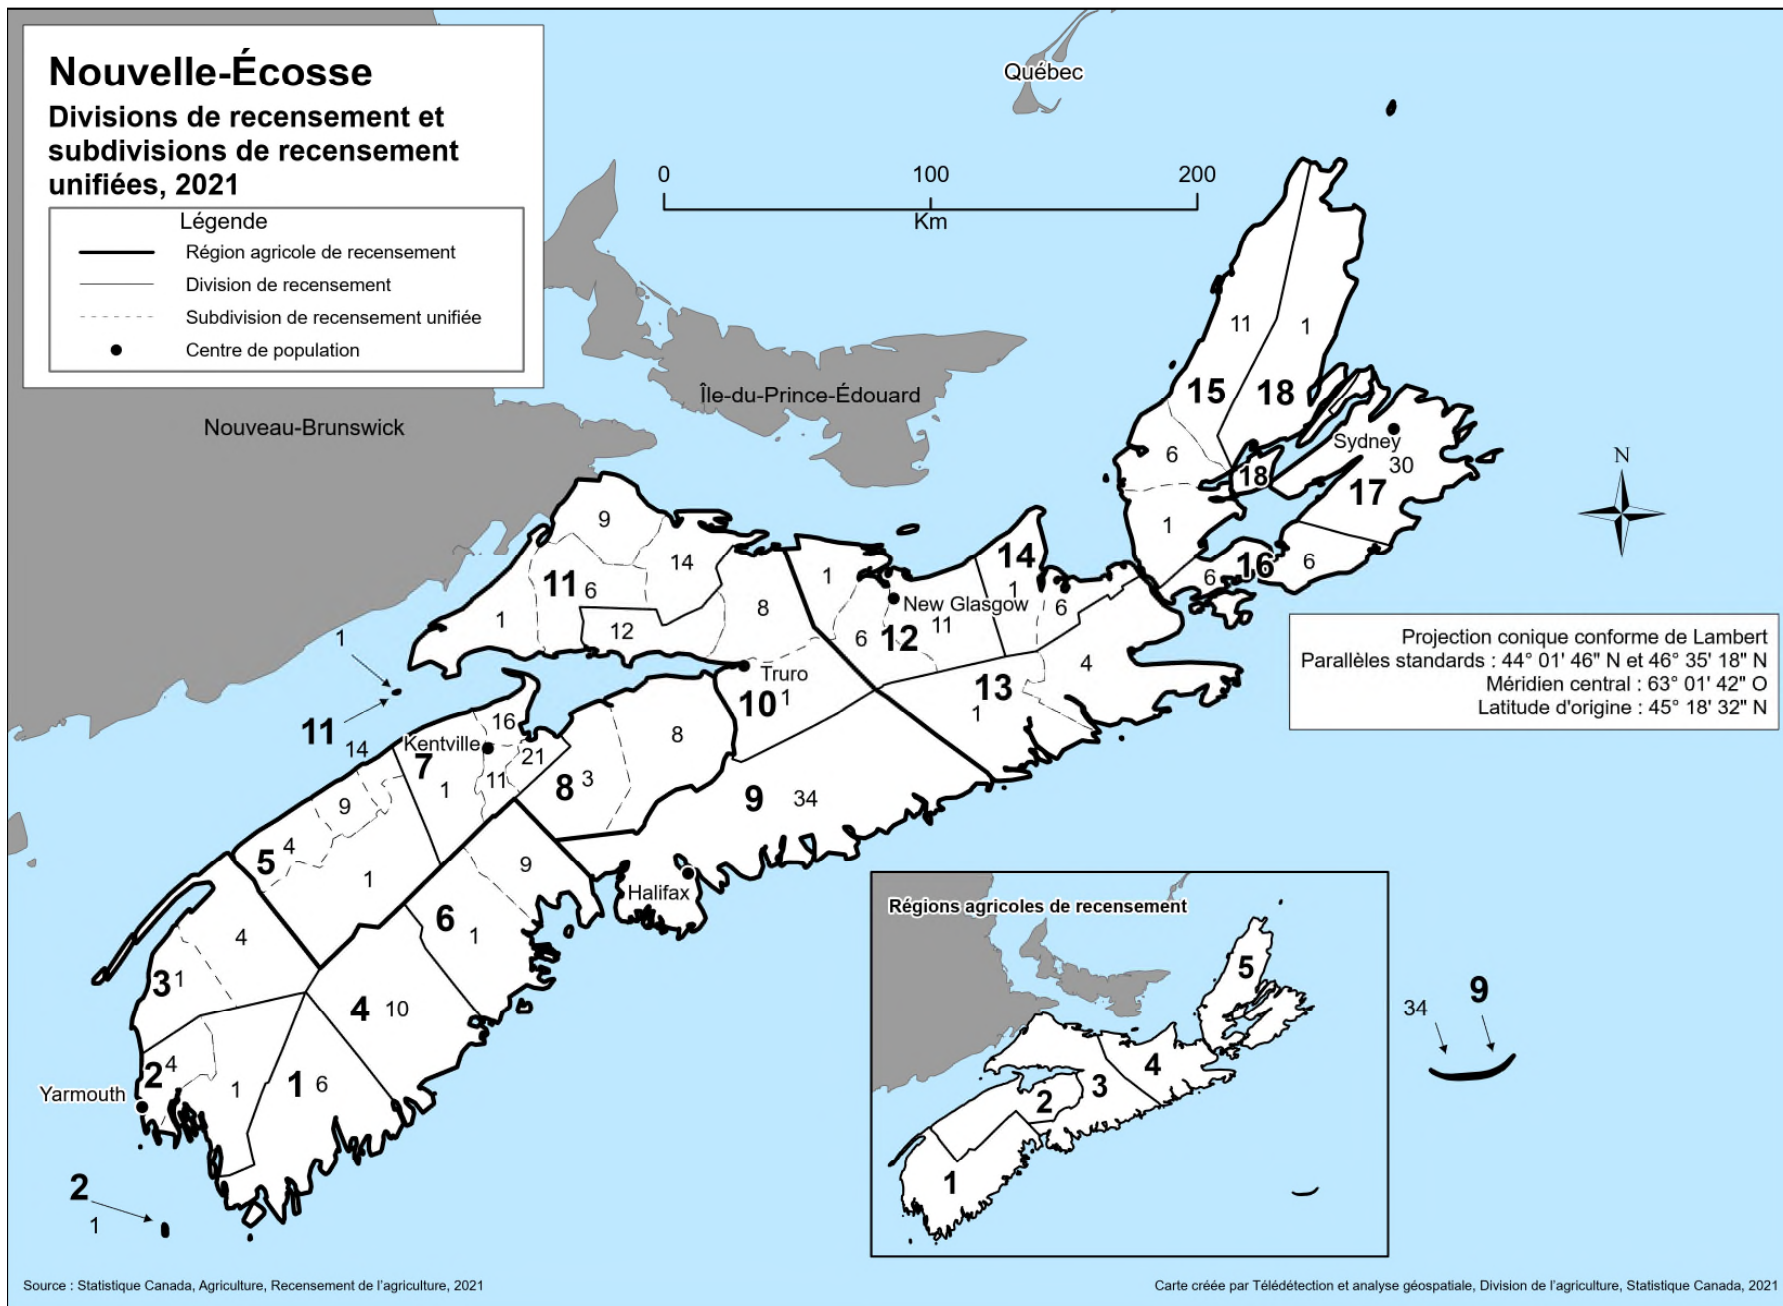 Nouvelle-Écosse
Divisions de recensement et
subdivisions de recensement
unifiées, 2021
Légende
Région agricole de recensement
Division de recensement
Subdivision de recensement unifiée
Centre de population
Québec
0 100 200
Km
Nouveau-Brunswick
Île-du-Prince-Édouard
11
1
15
18
Sydney
30
6
18
17
N
1
6
16
6
9
14
11
6
1
12
8
1
14
1
6
New Glasgow
11
6
12
4
13
1
Truro
10
1
1
11
14
16
Kentville
7
21
11
1
8
3
8
9
34
Projection conique conforme de Lambert
Parallèles standards : 44° 01' 46" N et 46° 35' 18" N
Méridien central : 63° 01' 42" O
Latitude d'origine : 45° 18' 32" N
9
5
4
1
9
6
1
Halifax
4
3
1
4
10
2
4
1
1
6
Yarmouth
2
1
Régions agricoles de recensement
5
4
3
2
1
9
34
Source : Statistique Canada, Agriculture, Recensement de l'agriculture, 2021
Carte créée par Télédétection et analyse géospatiale, Division de l'agriculture, Statistique Canada, 2021